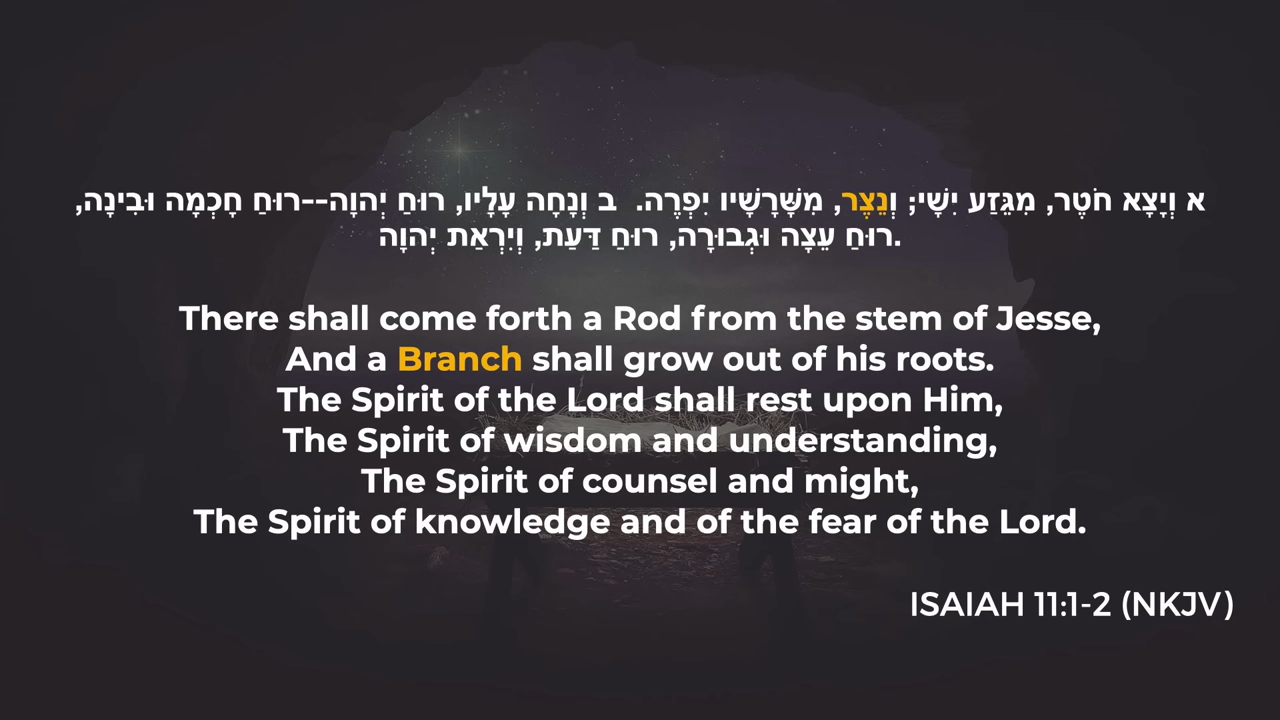 א וְיָצָא חֹטֶר, מִגֵּזַע יִשָׁי; וְנֵצֶר, מִשָּׁרָשָׁיו יִפְרֶה. ב וְנָחָה עָלָיו, רוּחַ יְהוָה--רוּחַ חָכְמָה וּבִינָה,
רוּחַ עֵצָה וּגְבוּרָה, רוּחַ דַּעַת, וְיִרְאַת יְהוָה.
There shall come forth a Rod from the stem of Jesse,
And a Branch shall grow out of his roots.
The Spirit of the Lord shall rest upon Him,
The Spirit of wisdom and understanding,
The Spirit of counsel and might,
The Spirit of knowledge and of the fear of the Lord.
ISAIAH 11:1-2 (NKJV)